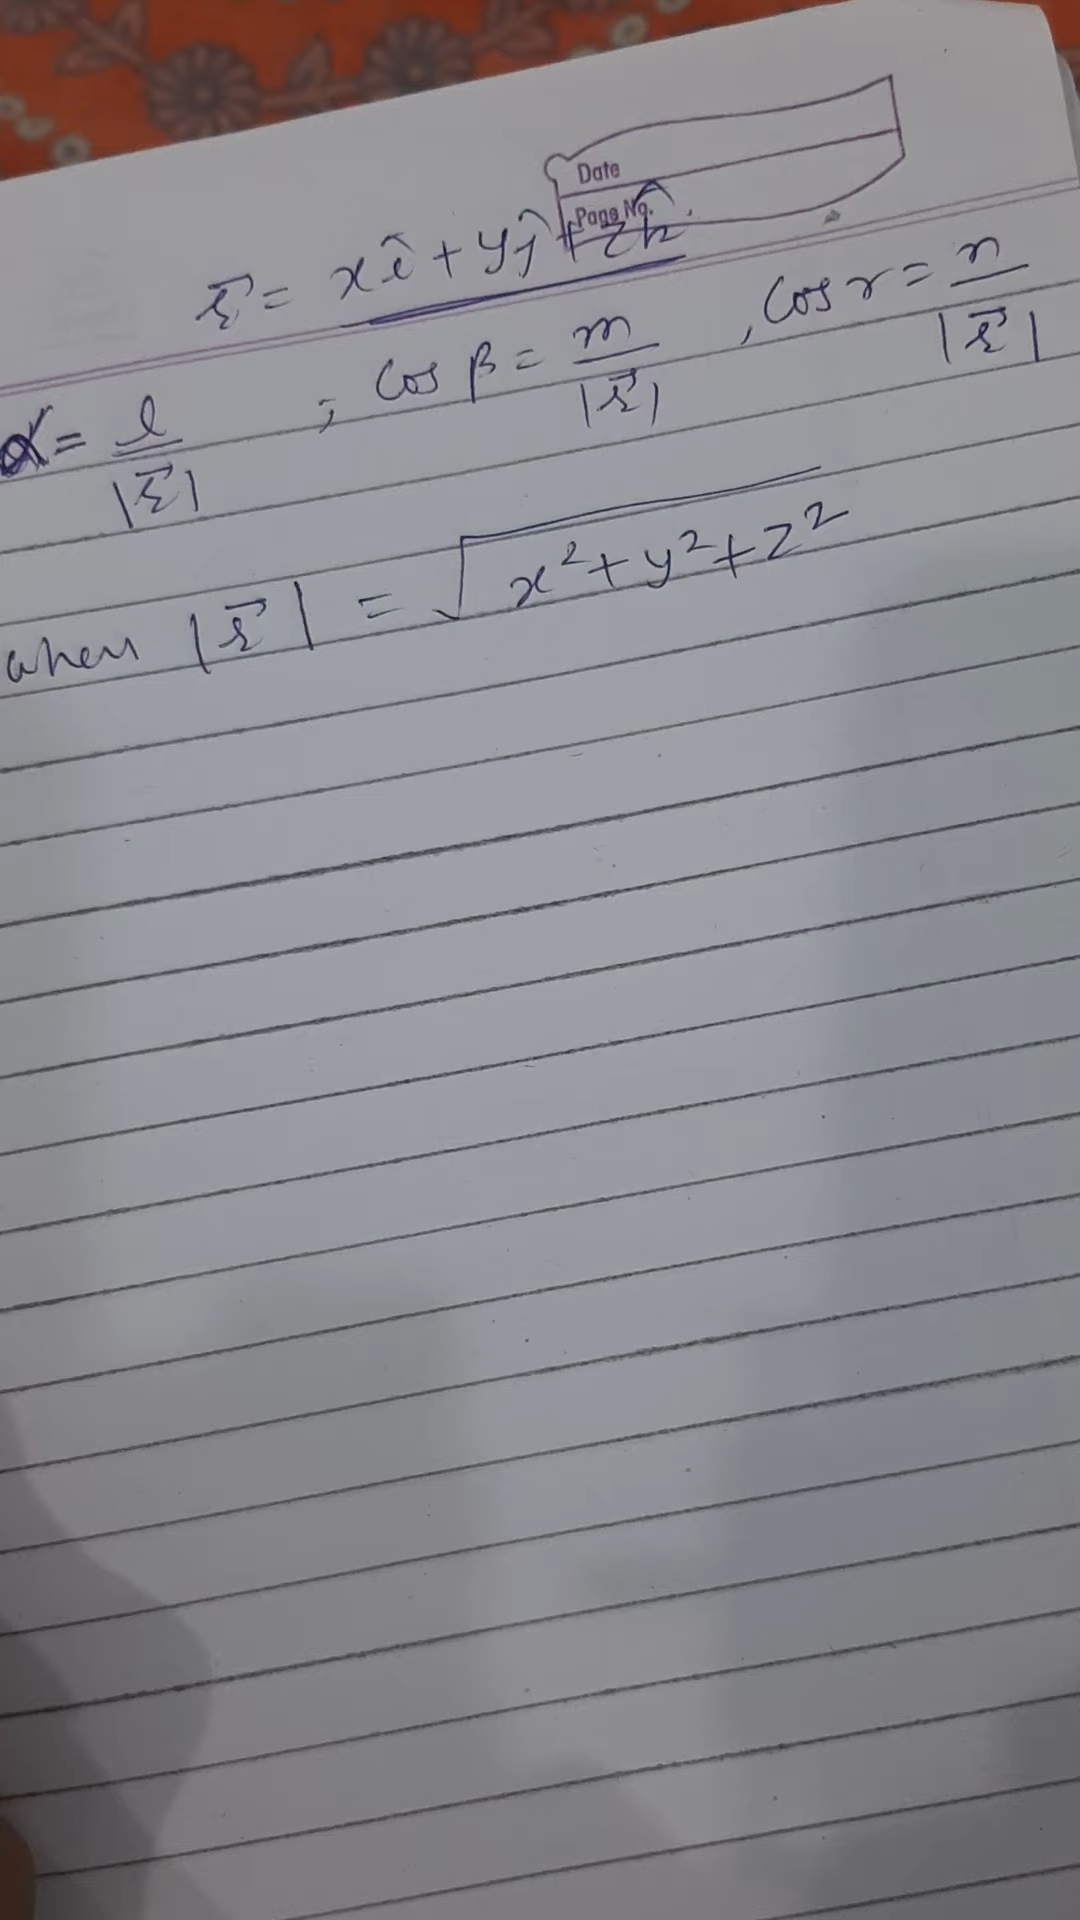 Date
Page No.
r⃗ = xî + yĵ + zk̂.
α = l/|r⃗| ; cos β = m/|r⃗| , cos r = n/|r⃗|
when |r⃗| = √(x²+y²+z²)